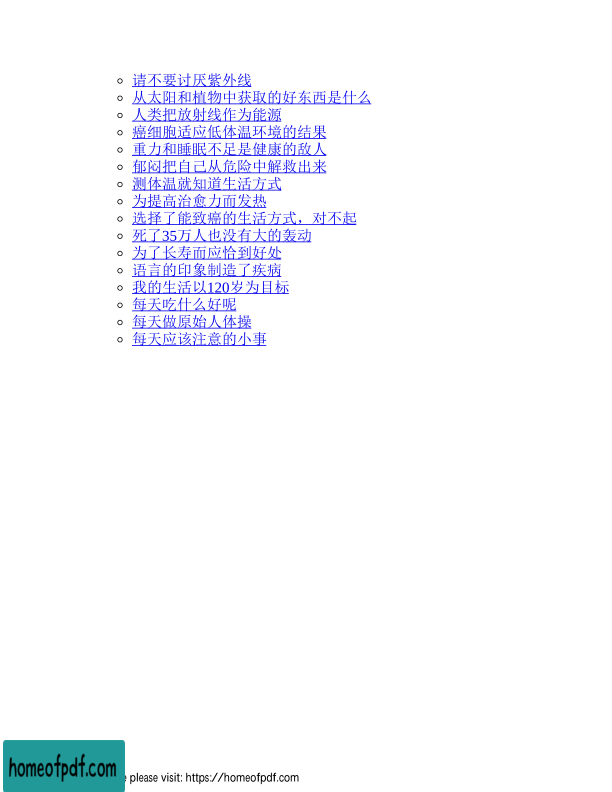 请不要讨厌紫外线
从太阳和植物中获取的好东西是什么
人类把放射线作为能源
癌细胞适应低体温环境的结果
重力和睡眠不足是健康的敌人
郁闷把自己从危险中解救出来
测体温就知道生活方式
为提高治愈力而发热
选择了能致癌的生活方式，对不起
死了35万人也没有大的轰动
为了长寿而应恰到好处
语言的印象制造了疾病
我的生活以120岁为目标
每天吃什么好呢
每天做原始人体操
每天应该注意的小事
homeofpdf.com
please visit: https://homeofpdf.com